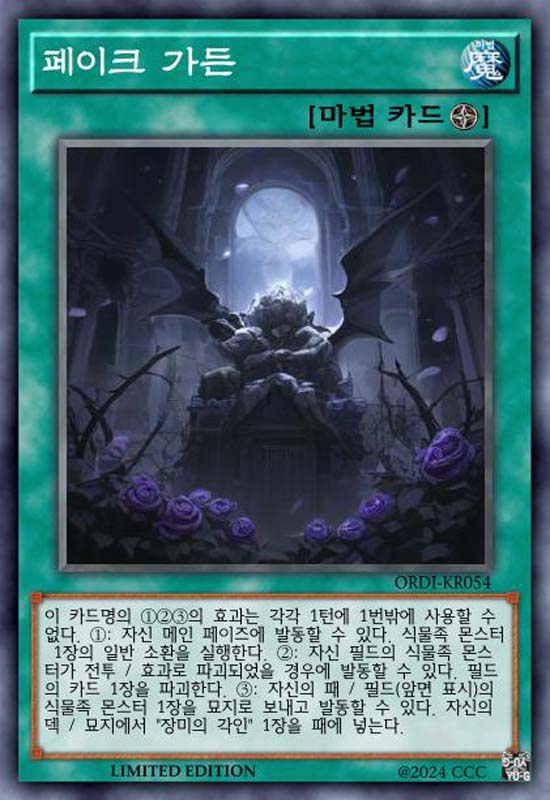 페이크 가든
마법
魔
[마법 카드]
ORDI-KR054
이 카드명의 ①②③의 효과는 각각 1턴에 1번밖에 사용할 수
없다. ①: 자신 메인 페이즈에 발동할 수 있다. 식물족 몬스터
1장의 일반 소환을 실행한다. ②: 자신 필드의 식물족 몬스
터가 전투 / 효과로 파괴되었을 경우에 발동할 수 있다. 필드
의 카드 1장을 파괴한다. ③: 자신의 패 / 필드(앞면 표시)의
식물족 몬스터 1장을 묘지로 보내고 발동할 수 있다. 자신의
덱 / 묘지에서 "장미의 각인" 1장을 패에 넣는다.
LIMITED EDITION
@2024 CCC